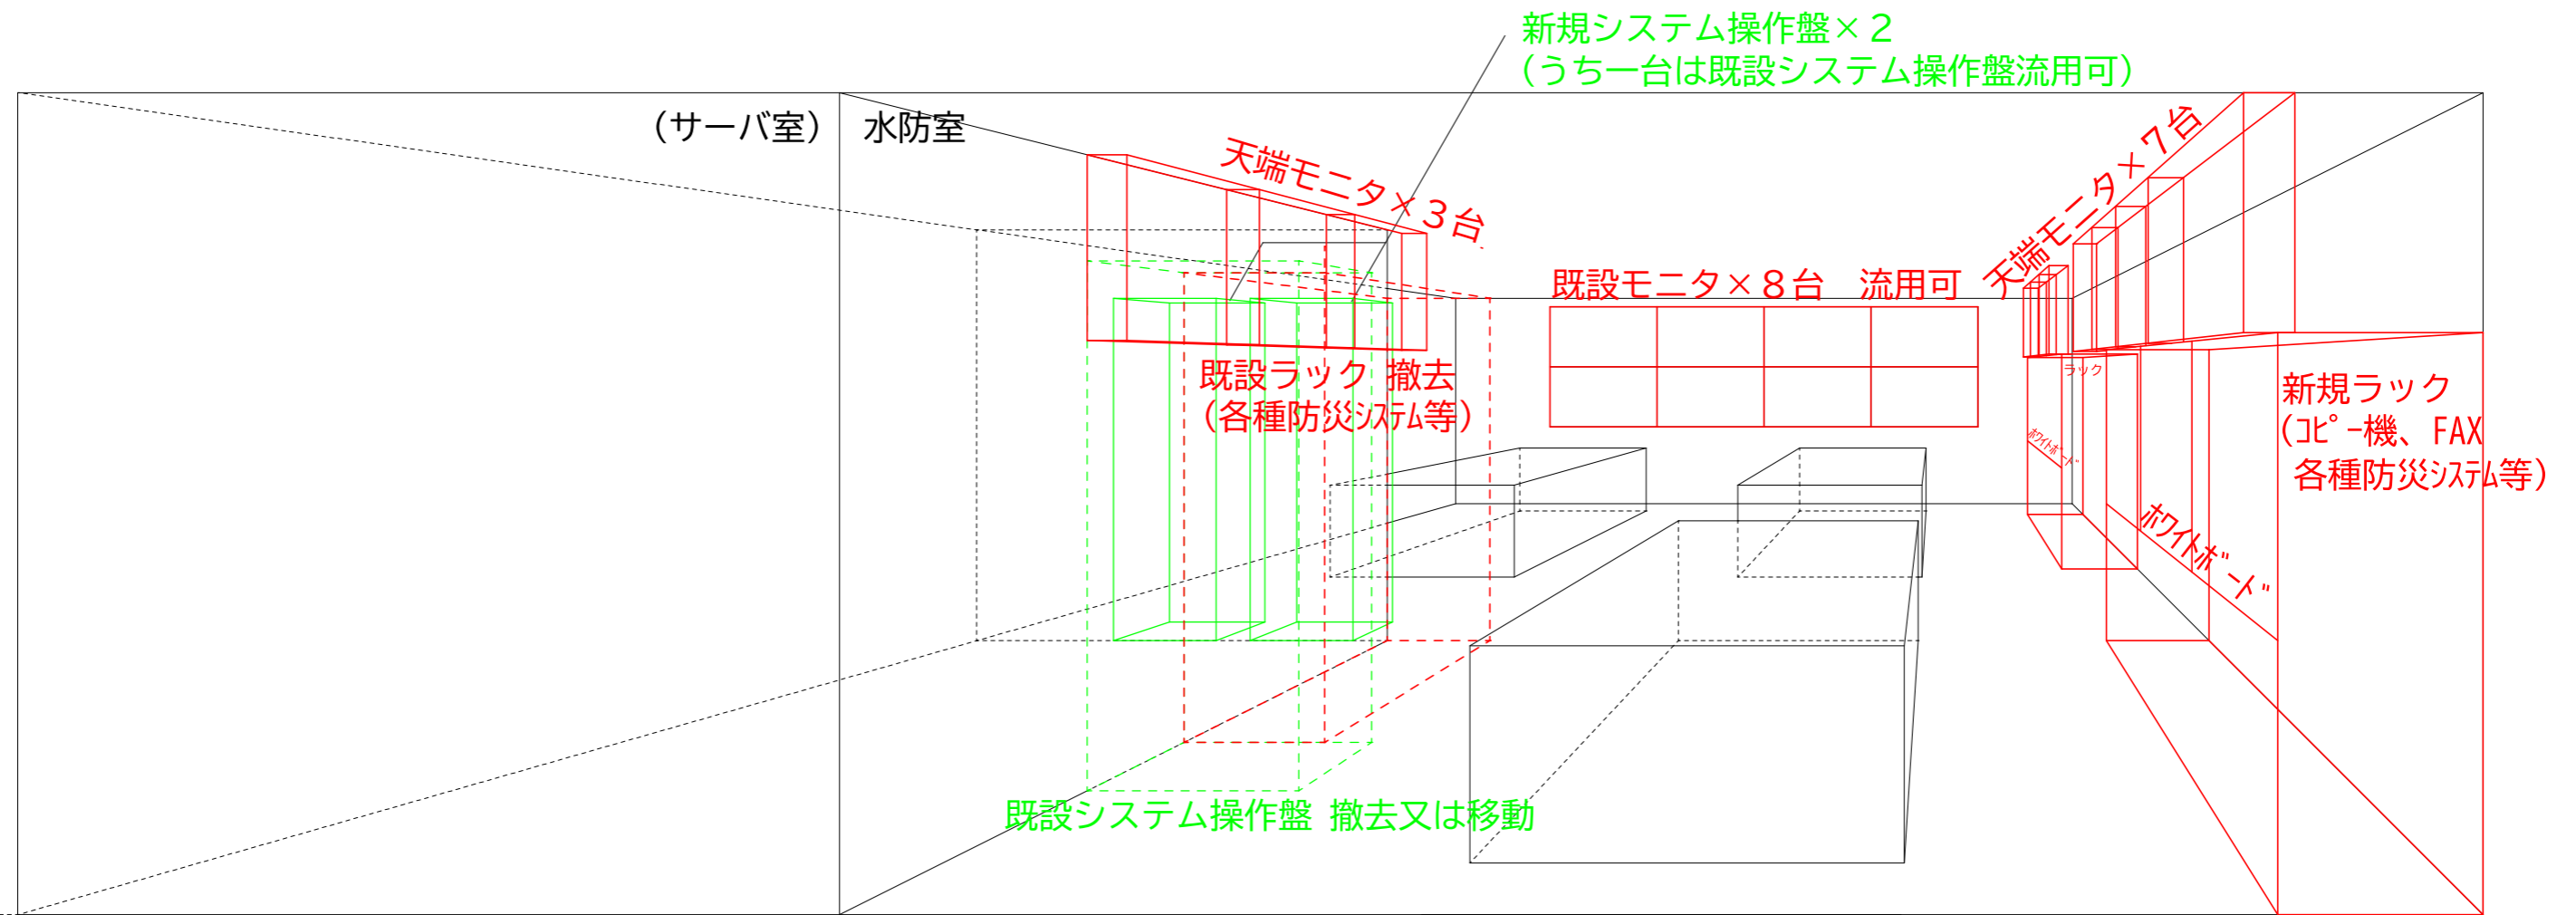 新規システム操作盤×２
（うち一台は既設システム操作盤流用可）
（サーバ室）
水防室
天端モニタ×３台
天端モニタ×７台
既設モニタ×８台　流用可
既設ラック 撤去
（各種防災ｼｽﾃﾑ等）
ラック
ﾎﾜｲﾄﾎﾞｰﾄﾞ
新規ラック
（ｺﾋﾟｰ機、FAX
各種防災ｼｽﾃﾑ等）
ﾎﾜｲﾄﾎﾞｰﾄﾞ
既設システム操作盤 撤去又は移動